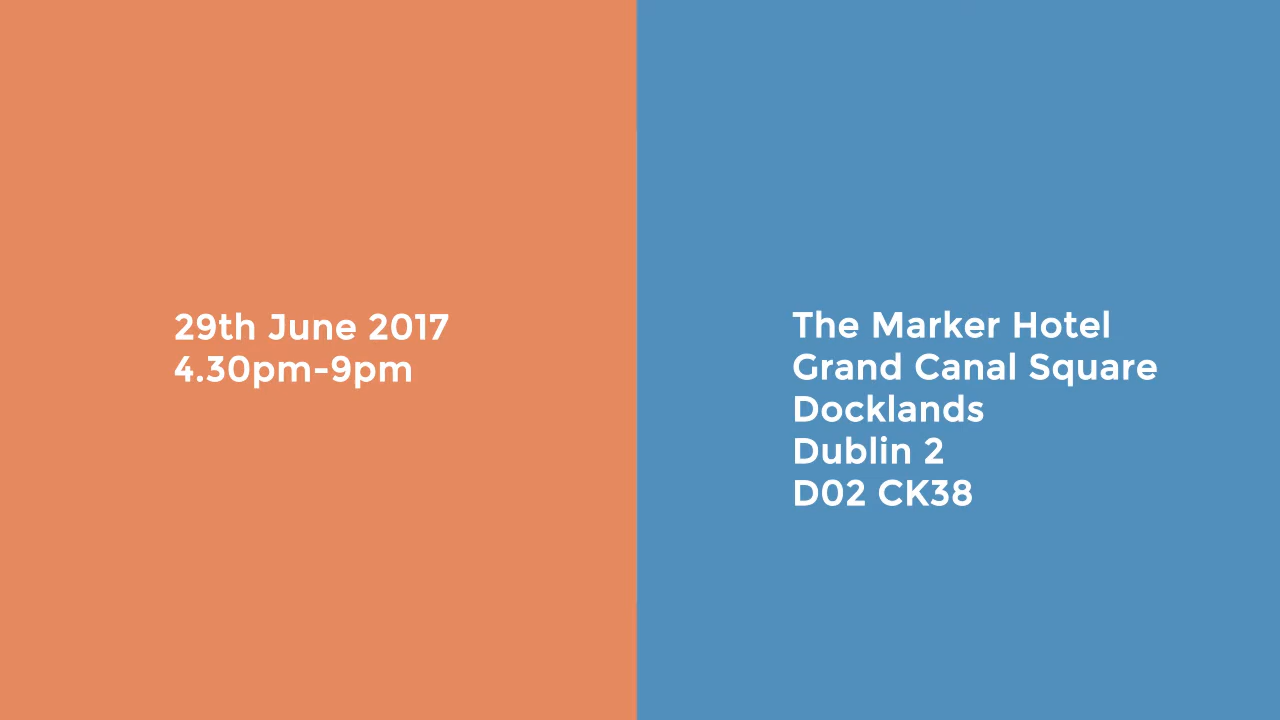 29th June 2017
4.30pm-9pm
The Marker Hotel
Grand Canal Square
Docklands
Dublin 2
D02 CK38